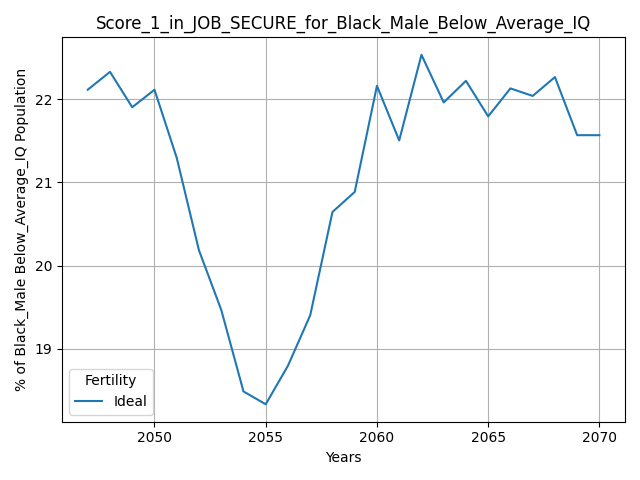 Score_1_in_JOB_SECURE_for_Black_Male_Below_Average_IQ
% of Black_Male Below_Average_IQ Population
22
21
20
19
Fertility
Ideal
2050
2055
2060
2065
2070
Years